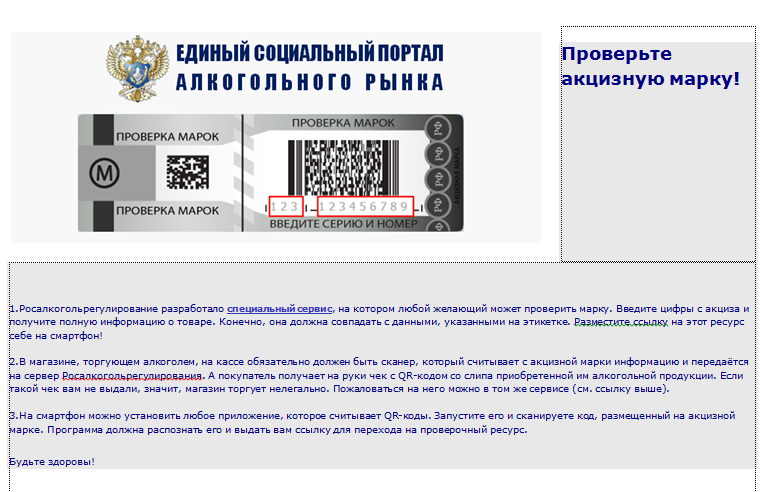 ЕДИНЫЙ СОЦИАЛЬНЫЙ ПОРТАЛ
АЛКОГОЛЬНОГО РЫНКА
Проверьте
акцизную марку!
ПРОВЕРКА МАРОК
ПРОВЕРКА МАРОК
М
РФ
РФ
РФ
РФ
РФ
123 123456789
ПРОВЕРКА МАРОК
ВВЕДИТЕ СЕРИЮ И НОМЕР
1.Росалкогольрегулирование разработало специальный сервис, на котором любой желающий может проверить марку. Введите цифры с акциза и
получите полную информацию о товаре. Конечно, она должна совпадать с данными, указанными на этикетке. Разместите ссылку на этот ресурс
себе на смартфон!
2.В магазине, торгующем алкоголем, на кассе обязательно должен быть сканер, который считывает с акцизной марки информацию и передаётся
на сервер Росалкогольрегулирования. А покупатель получает на руки чек с QR-кодом со слипа приобретенной им алкогольной продукции. Если
такой чек вам не выдали, значит, магазин торгует нелегально. Пожаловаться на него можно в том же сервисе (см. ссылку выше).
3.На смартфон можно установить любое приложение, которое считывает QR-коды. Запустите его и сканируете код, размещенный на акцизной
марке. Программа должна распознать его и выдать вам ссылку для перехода на проверочный ресурс.
Будьте здоровы!